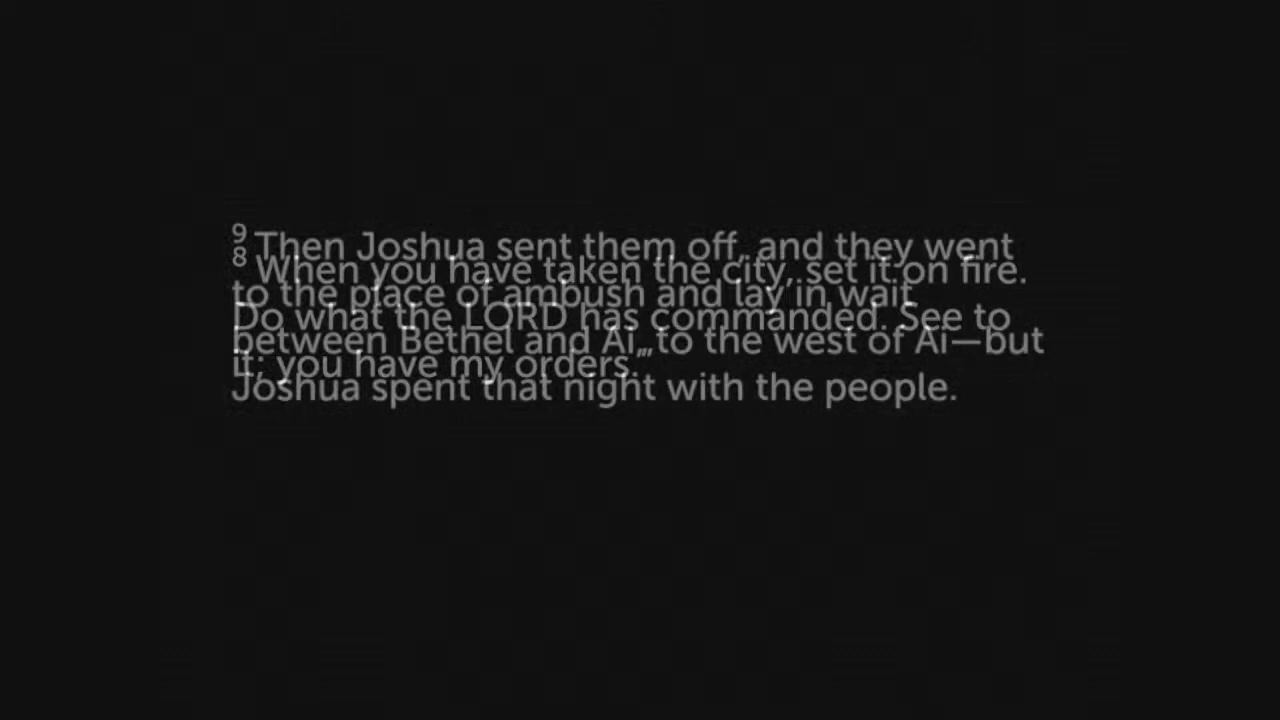 9 Then Joshua sent them off, and they went
8 When you have taken the city, set it on fire.
to the place of ambush and lay in wait
Do what the LORD has commanded. See to
between Bethel and Ai, to the west of Ai—but
it; you have my orders.’”
Joshua spent that night with the people.